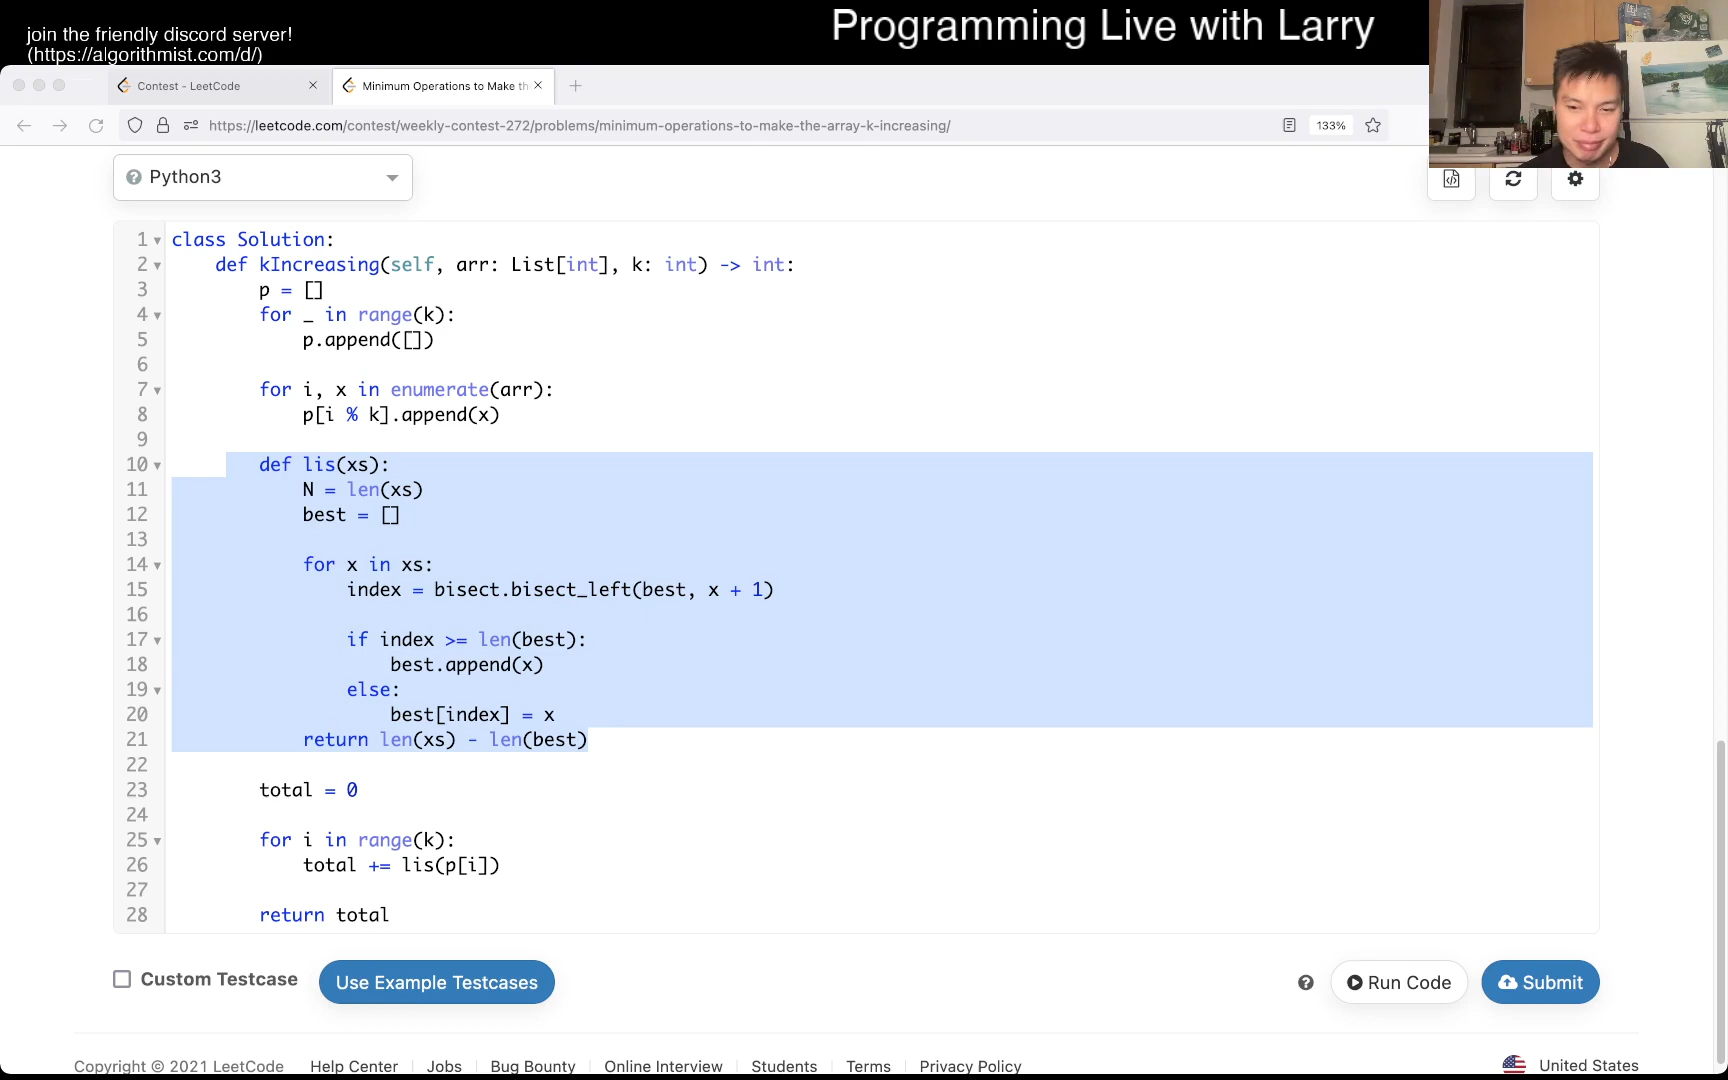 join the friendly discord server!
(https://algorithmist.com/d/)
Programming Live with Larry
Contest - LeetCode
Minimum Operations to Make th
https://leetcode.com/contest/weekly-contest-272/problems/minimum-operations-to-make-the-array-k-increasing/
133%
Python3
1 class Solution:
2 def kIncreasing(self, arr: List[int], k: int) -> int:
3 p = []
4 for _ in range(k):
5 p.append([])
6
7 for i, x in enumerate(arr):
8 p[i % k].append(x)
9
10 def lis(xs):
11 N = len(xs)
12 best = []
13
14 for x in xs:
15 index = bisect.bisect_left(best, x + 1)
16
17 if index >= len(best):
18 best.append(x)
19 else:
20 best[index] = x
21 return len(xs) - len(best)
22
23 total = 0
24
25 for i in range(k):
26 total += lis(p[i])
27
28 return total
Custom Testcase
Use Example Testcases
Run Code
Submit
Copyright © 2021 LeetCode Help Center Jobs Bug Bounty Online Interview Students Terms Privacy Policy United States